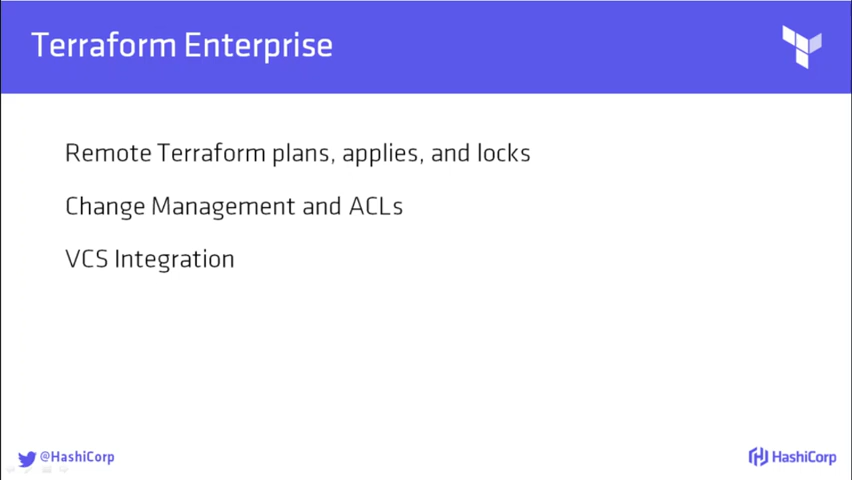 Terraform Enterprise
Remote Terraform plans, applies, and locks
Change Management and ACLs
VCS Integration
@HashiCorp
HashiCorp